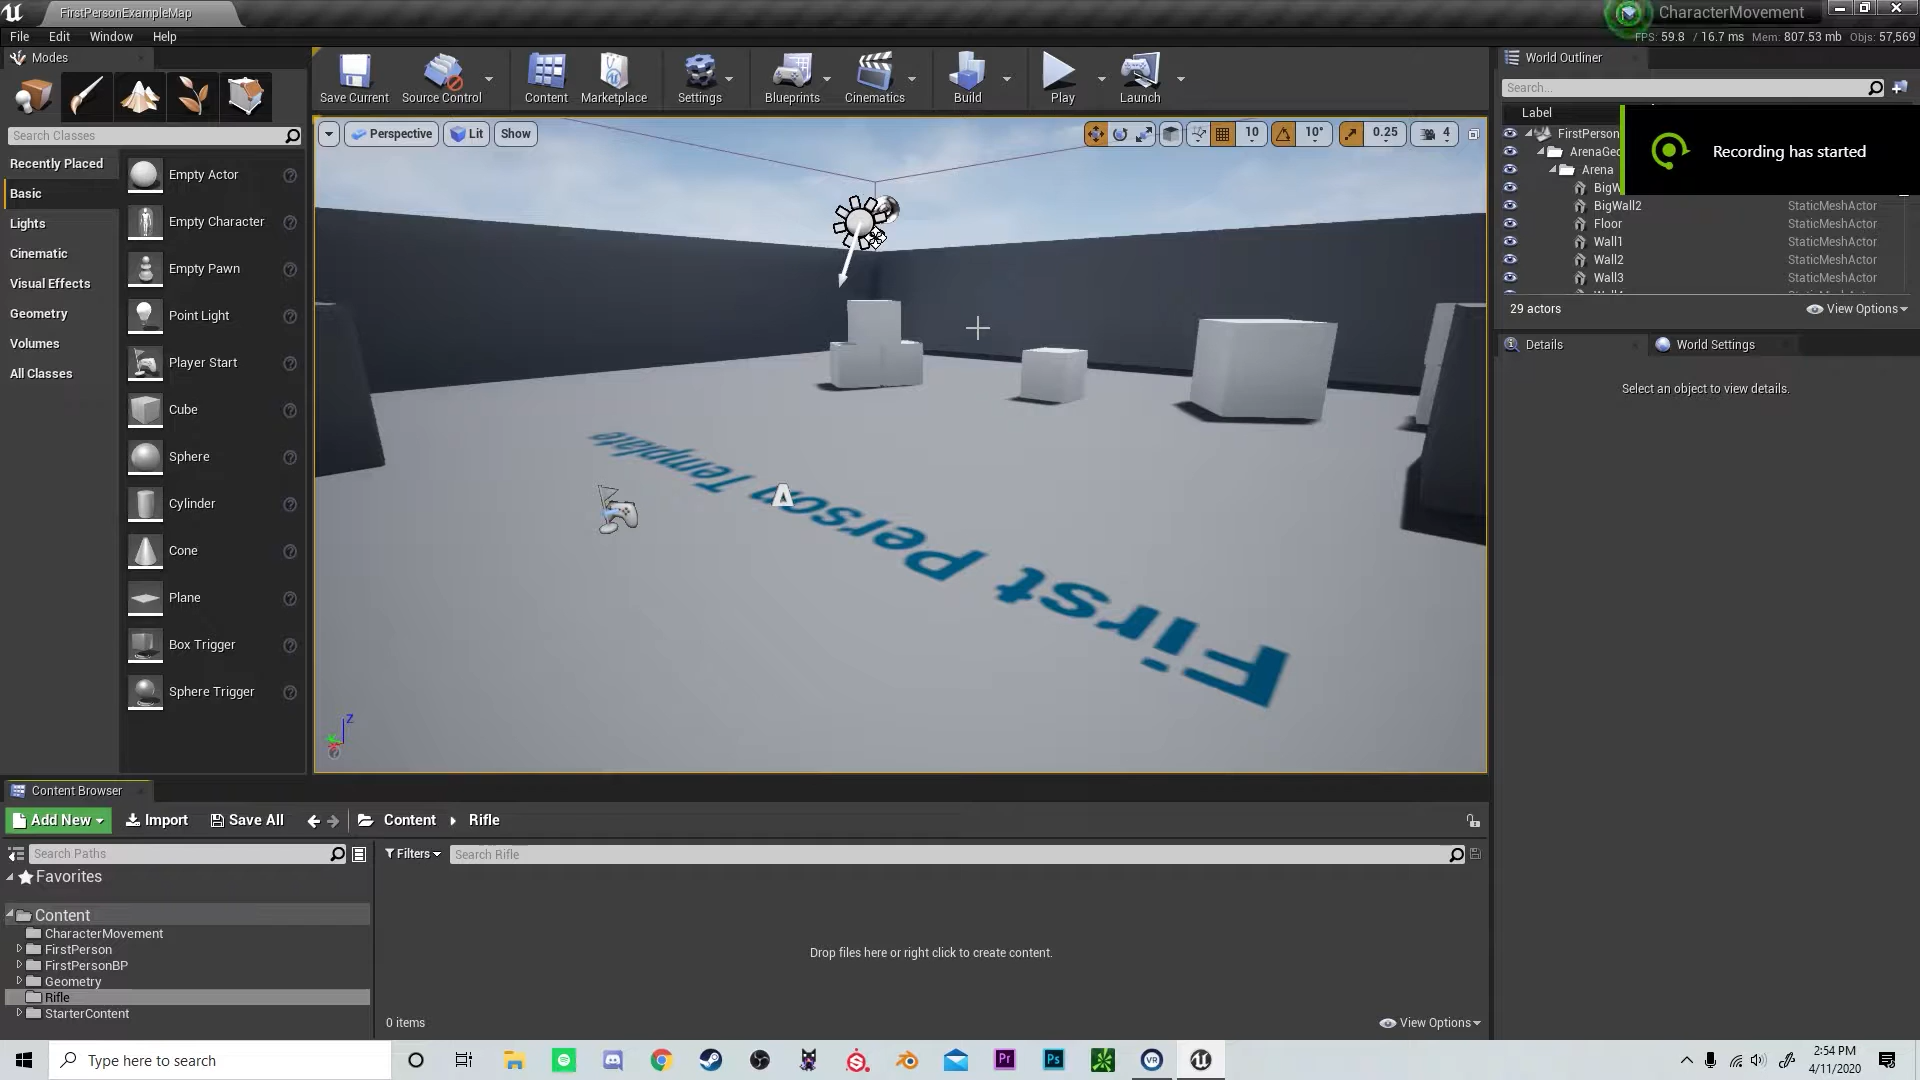 FirstPersonExampleMap
CharacterMovement
File Edit Window Help
FPS: 59.8 / 16.7 ms Mem: 807.53 mb Objs: 57,569
Modes
Save Current
Source Control
Content
Marketplace
Settings
Blueprints
Cinematics
Build
Play
Launch
World Outliner
Search...
Label
Search Classes
Recently Placed
Basic
Lights
Cinematic
Visual Effects
Geometry
Volumes
All Classes
Empty Actor
Empty Character
Empty Pawn
Point Light
Player Start
Cube
Sphere
Cylinder
Cone
Plane
Box Trigger
Sphere Trigger
Perspective
Lit
Show
10
10°
0.25
4
First Person Template
Z
Recording has started
FirstPerson
ArenaGeo
Arena
BigW
BigWall2 StaticMeshActor
Floor StaticMeshActor
Wall1 StaticMeshActor
Wall2 StaticMeshActor
Wall3 StaticMeshActor
29 actors
View Options
Details
World Settings
Select an object to view details.
Content Browser
Add New
Import
Save All
Content
Rifle
Search Paths
Filters
Search Rifle
Favorites
Content
CharacterMovement
FirstPerson
FirstPersonBP
Geometry
Rifle
StarterContent
Drop files here or right click to create content.
0 items
View Options
Type here to search
Pr
Ps
VR
2:54 PM
4/11/2020